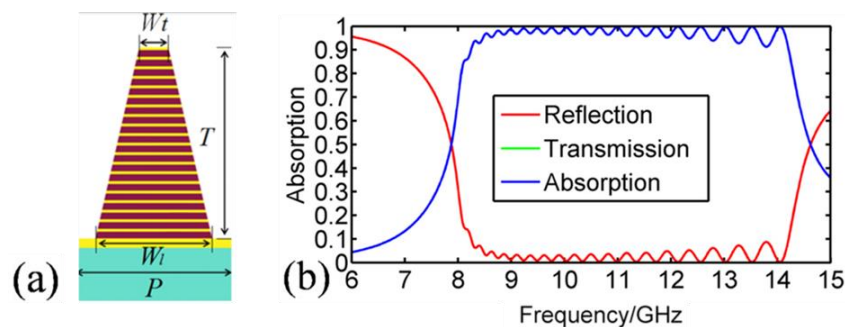 Wt
T
Wl
P
(a)
Absorption
1
0.9
0.8
0.7
0.6
0.5
0.4
0.3
0.2
0.1
0
Reflection
Transmission
Absorption
6 7 8 9 10 11 12 13 14 15
Frequency/GHz
(b)